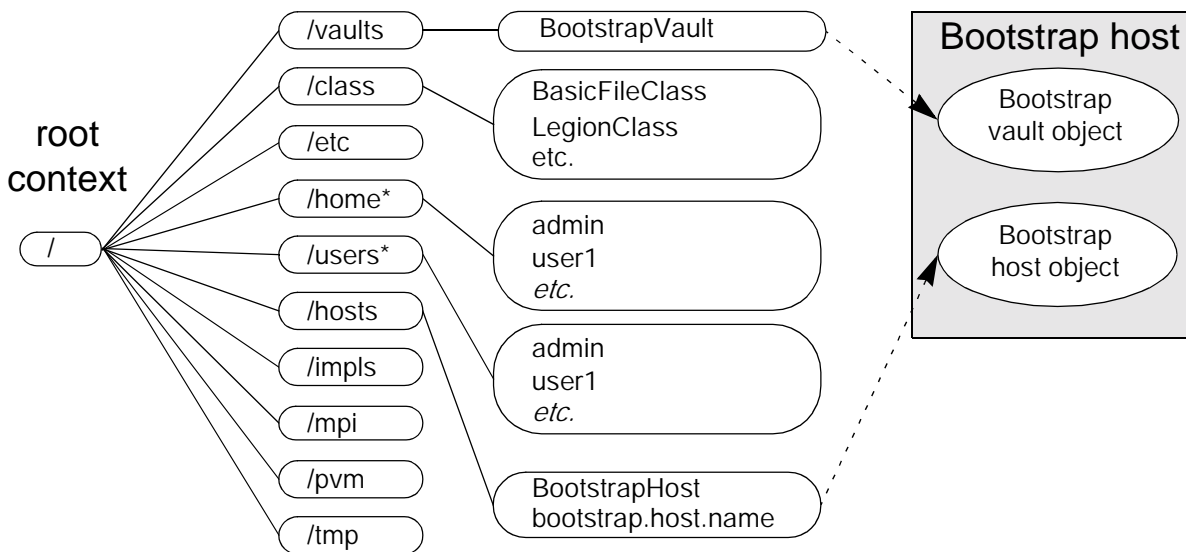 root
context
/
/vaults
/class
/etc
/home*
/users*
/hosts
/impls
/mpi
/pvm
/tmp
BootstrapVault
BasicFileClass
LegionClass
etc.
admin
user1
etc.
admin
user1
etc.
BootstrapHost
bootstrap.host.name
Bootstrap host
Bootstrap
vault object
Bootstrap
host object